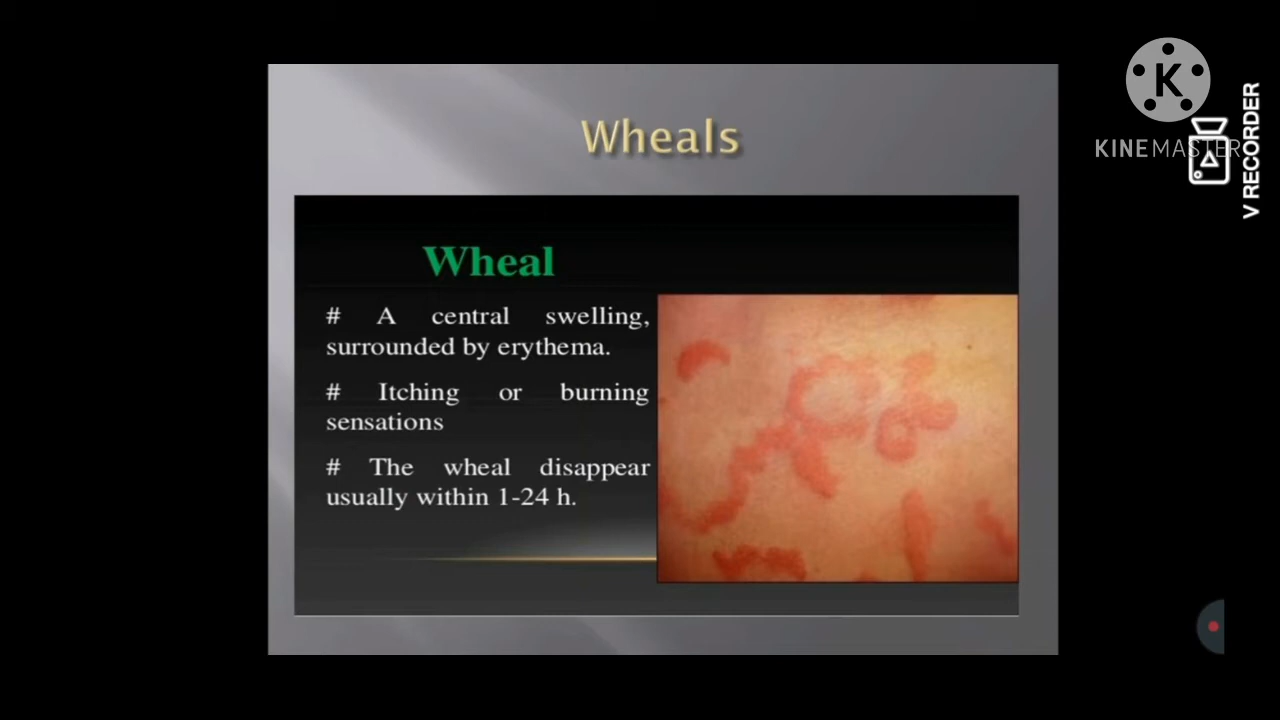 Wheals
Wheal
# A central swelling,
surrounded by erythema.
# Itching or burning
sensations
# The wheal disappear
usually within 1-24 h.
K
KINEMASTER
V RECORDER